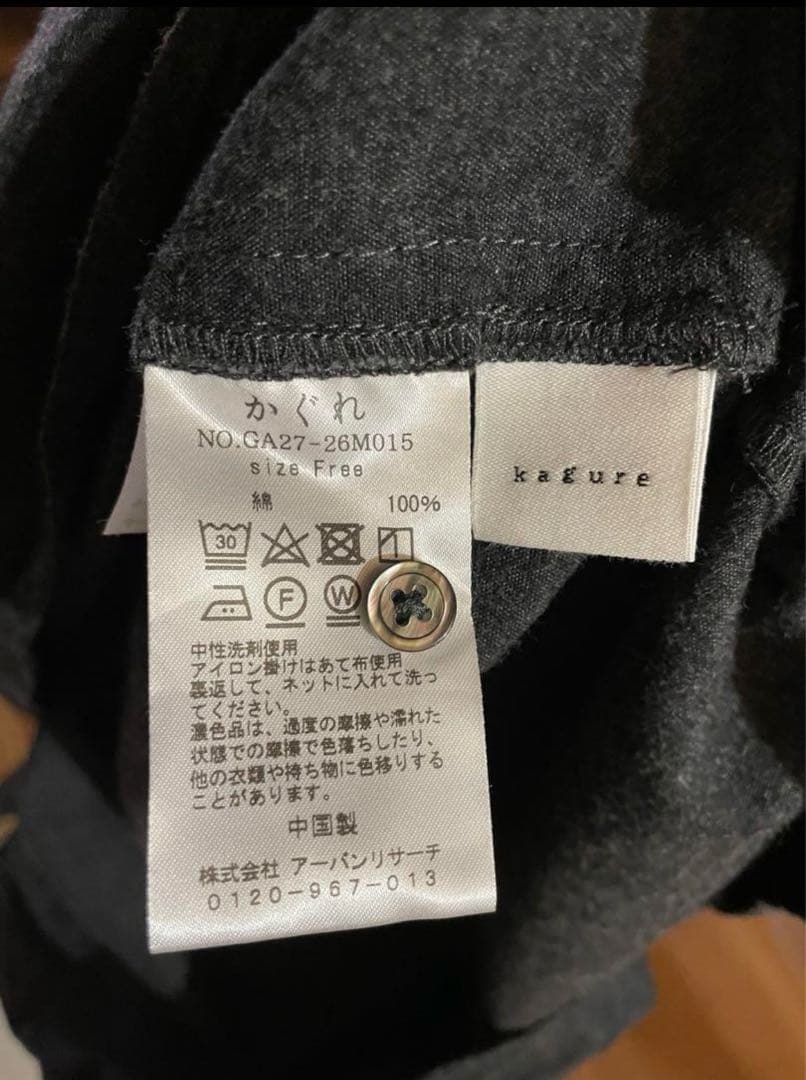 かぐれ
NO.GA27-26M015
size Free
綿 100%
30
F W
中性洗剤使用
アイロン掛けはあて布使用
裏返して、ネットに入れて洗っ
てください。
濃色品は、過度の摩擦や濡れた
状態での摩擦で色落ちしたり、
他の衣類や持ち物に色移りする
ことがあります。
中国製
株式会社 アーバンリサーチ
0120-967-013
kagure